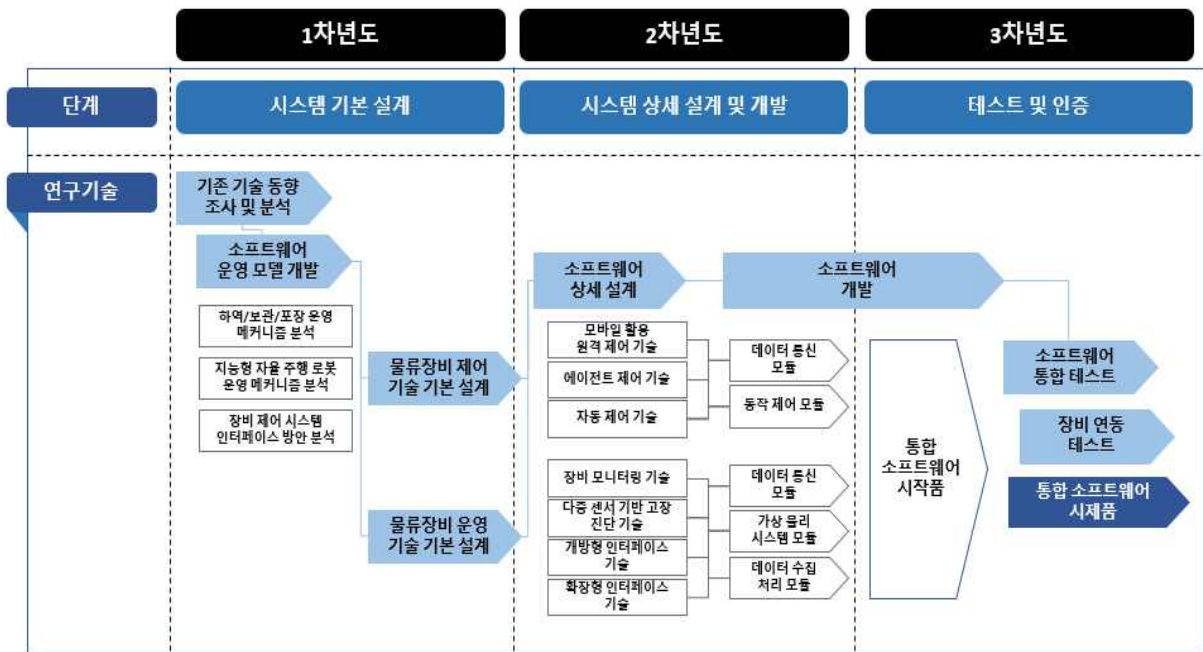 1차년도
2차년도
3차년도
단계
시스템 기본 설계
시스템 상세 설계 및 개발
테스트 및 인증
연구기술
기존 기술 동향
조사 및 분석
소프트웨어
운영 모델 개발
하역/보관/포장 운영
메커니즘 분석
지능형 자율 주행 로봇
운영 메커니즘 분석
장비 제어 시스템
인터페이스 방안 분석
물류장비 제어
기술 기본 설계
물류장비 운영
기술 기본 설계
소프트웨어
상세 설계
소프트웨어
개발
모바일 활용
원격 제어 기술
에이전트 제어 기술
자동 제어 기술
데이터 통신
모듈
동작 제어 모듈
장비 모니터링 기술
다중 센서 기반 고장
진단 기술
개방형 인터페이스
기술
확장형 인터페이스
기술
데이터 통신
모듈
가상 물리
시스템 모듈
데이터 수집
처리 모듈
통합
소프트웨어
시작품
소프트웨어
통합 테스트
장비 연동
테스트
통합 소프트웨어
시제품